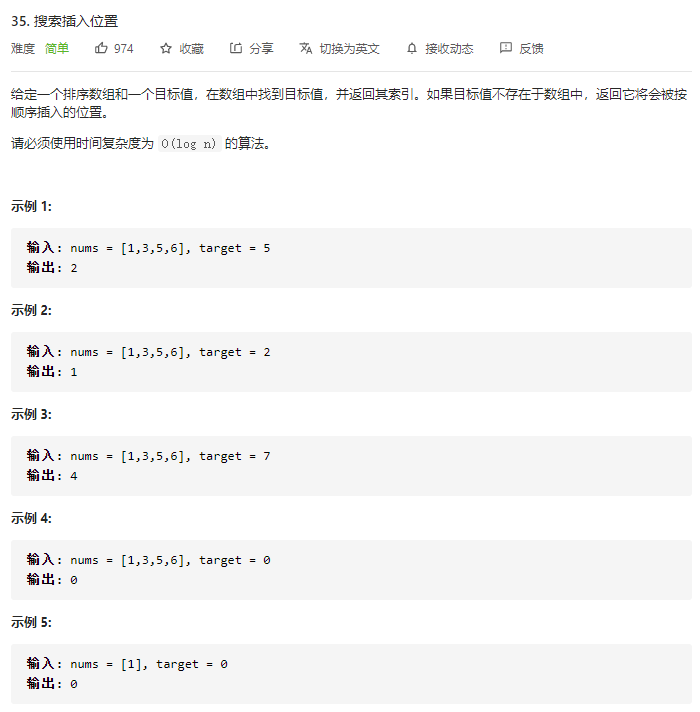 35. 搜索插入位置
难度 简单 974 收藏 分享 切换为英文 接收动态 反馈
给定一个排序数组和一个目标值，在数组中找到目标值，并返回其索引。如果目标值不存在于数组中，返回它将会被按
顺序插入的位置。
请必须使用时间复杂度为 O(log n) 的算法。
示例 1:
输入: nums = [1,3,5,6], target = 5
输出: 2
示例 2:
输入: nums = [1,3,5,6], target = 2
输出: 1
示例 3:
输入: nums = [1,3,5,6], target = 7
输出: 4
示例 4:
输入: nums = [1,3,5,6], target = 0
输出: 0
示例 5:
输入: nums = [1], target = 0
输出: 0